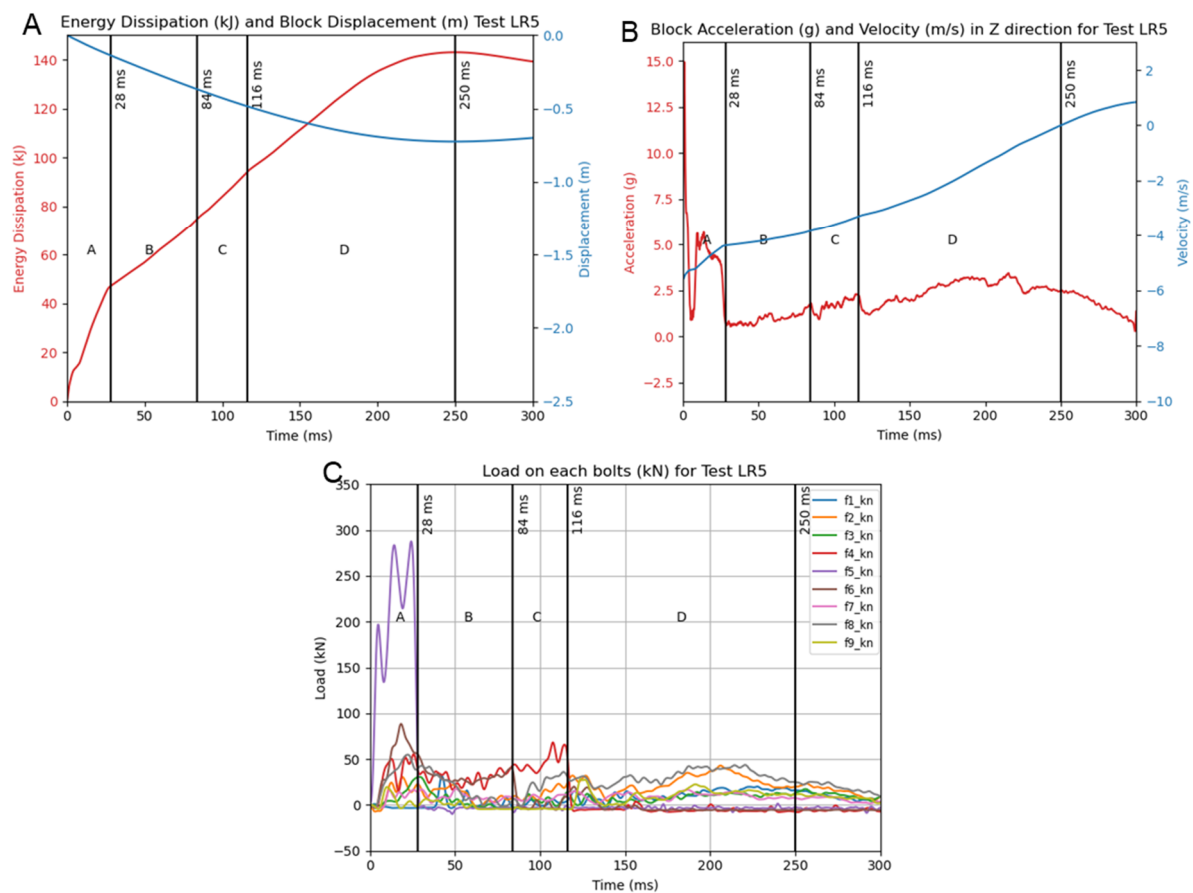 A
Energy Dissipation (kJ) and Block Displacement (m) Test LR5
Energy Dissipation (kJ)
140
120
100
80
60
40
20
0
28 ms
84 ms
116 ms
250 ms
A
B
C
D
0.0
−0.5
−1.0
−1.5
−2.0
−2.5
Displacement (m)
0
50
100
150
200
250
300
Time (ms)
B
Block Acceleration (g) and Velocity (m/s) in Z direction for Test LR5
Acceleration (g)
15.0
12.5
10.0
7.5
5.0
2.5
0.0
−2.5
28 ms
84 ms
116 ms
250 ms
A
B
C
D
2
0
−2
−4
−6
−8
−10
Velocity (m/s)
0
50
100
150
200
250
300
Time (ms)
C
Load on each bolts (kN) for Test LR5
Load (kN)
350
300
250
200
150
100
50
0
−50
28 ms
84 ms
116 ms
250 ms
A
B
C
D
f1_kn
f2_kn
f3_kn
f4_kn
f5_kn
f6_kn
f7_kn
f8_kn
f9_kn
0
50
100
150
200
250
300
Time (ms)